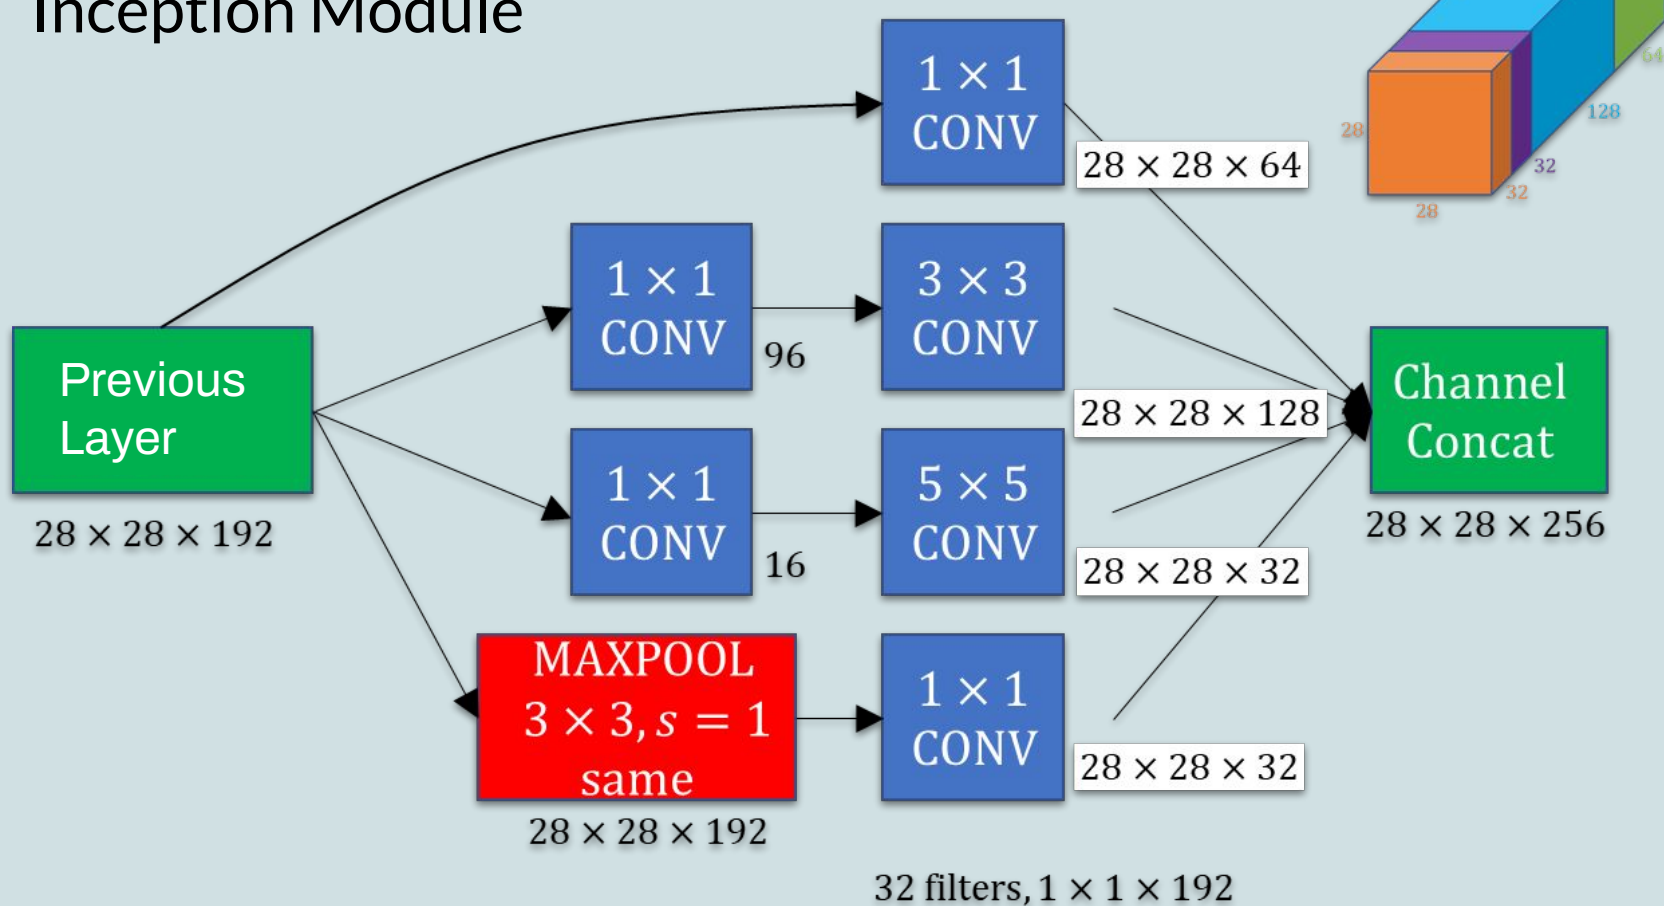 Inception Module
1 × 1
CONV
28 × 28 × 64
28
28
32
32
128
64
1 × 1
CONV
96
3 × 3
CONV
28 × 28 × 128
Previous
Layer
28 × 28 × 192
1 × 1
CONV
16
5 × 5
CONV
28 × 28 × 32
Channel
Concat
28 × 28 × 256
MAXPOOL
3 × 3, s = 1
same
28 × 28 × 192
1 × 1
CONV
28 × 28 × 32
32 filters, 1 × 1 × 192